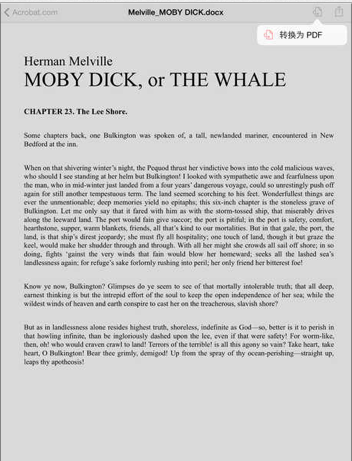 Acrobat.com
Melville_MOBY DICK.docx
转换为 PDF
Herman Melville
MOBY DICK, or THE WHALE
CHAPTER 23. The Lee Shore.
Some chapters back, one Bulkington was spoken of, a tall, newlanded mariner, encountered in New
Bedford at the inn.
When on that shivering winter's night, the Pequod thrust her vindictive bows into the cold malicious waves,
who should I see standing at her helm but Bulkington! I looked with sympathetic awe and fearfulness upon
the man, who in mid-winter just landed from a four years' dangerous voyage, could so unrestingly push off
again for still another tempestuous term. The land seemed scorching to his feet. Wonderfullest things are
ever the unmentionable; deep memories yield no epitaphs; this six-inch chapter is the stoneless grave of
Bulkington. Let me only say that it fared with him as with the storm-tossed ship, that miserably drives
along the leeward land. The port would fain give succor; the port is pitiful; in the port is safety, comfort,
hearthstone, supper, warm blankets, friends, all that's kind to our mortalities. But in that gale, the port, the
land, is that ship's direst jeopardy; she must fly all hospitality; one touch of land, though it but graze the
keel, would make her shudder through and through. With all her might she crowds all sail off shore; in so
doing, fights 'gainst the very winds that fain would blow her homeward; seeks all the lashed sea's
landlessness again; for refuge's sake forlornly rushing into peril; her only friend her bitterest foe!
Know ye now, Bulkington? Glimpses do ye seem to see of that mortally intolerable truth; that all deep,
earnest thinking is but the intrepid effort of the soul to keep the open independence of her sea; while the
wildest winds of heaven and earth conspire to cast her on the treacherous, slavish shore?
But as in landlessness alone resides highest truth, shoreless, indefinite as God—so, better is it to perish in
that howling infinite, than be ingloriously dashed upon the lee, even if that were safety! For worm-like,
then, oh! who would craven crawl to land! Terrors of the terrible! is all this agony so vain? Take heart, take
heart, O Bulkington! Bear thee grimly, demigod! Up from the spray of thy ocean-perishing—straight up,
leaps thy apotheosis!